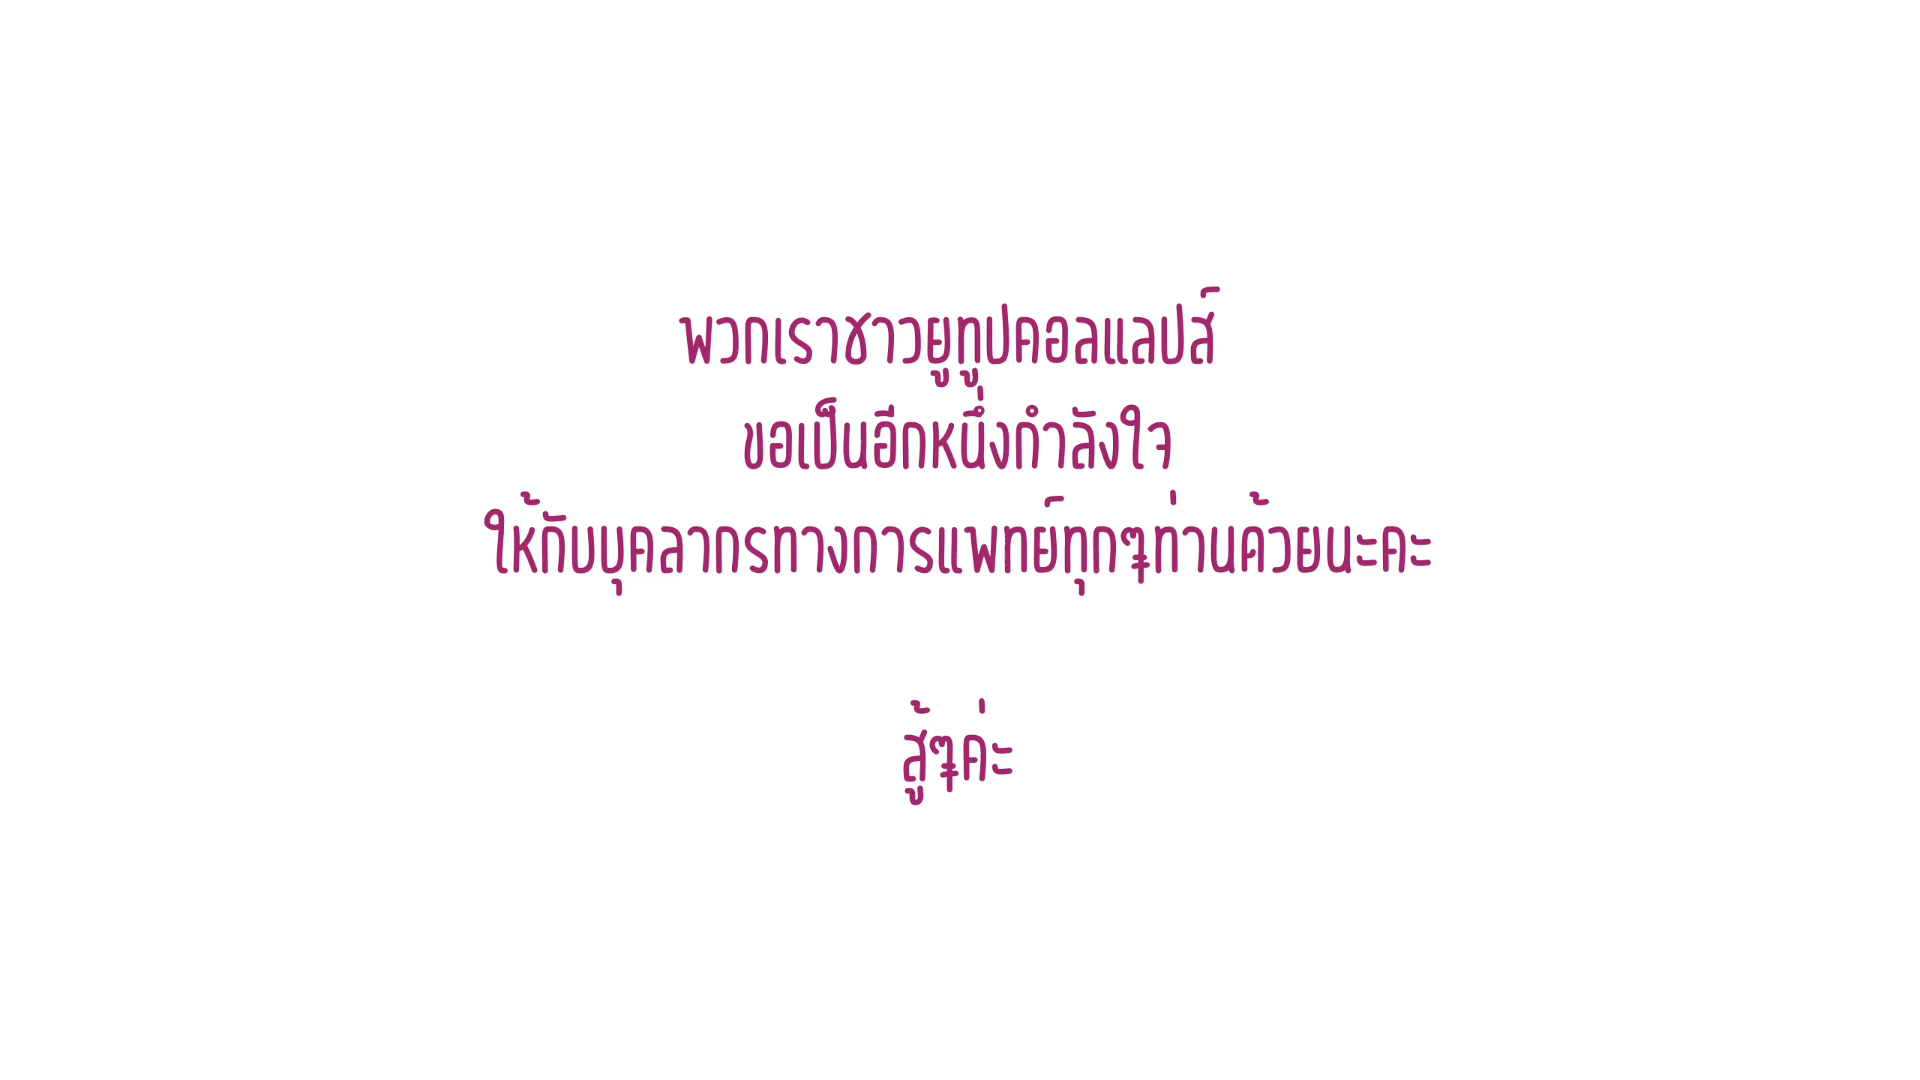 พวกเราชาวยูทูปคอลแลปส์
ขอเป็นอีกหนึ่งกำลังใจ
ให้กับบุคลากรทางการแพทย์ทุกๆท่านด้วยนะคะ
สู้ๆค่ะ